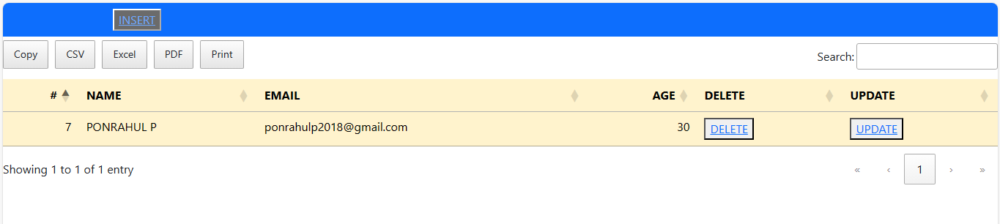 INSERT
Copy CSV Excel PDF Print Search:
# NAME EMAIL AGE DELETE UPDATE
7 PONRAHUL P ponrahulp2018@gmail.com 30 DELETE UPDATE
Showing 1 to 1 of 1 entry « ‹ 1 › »